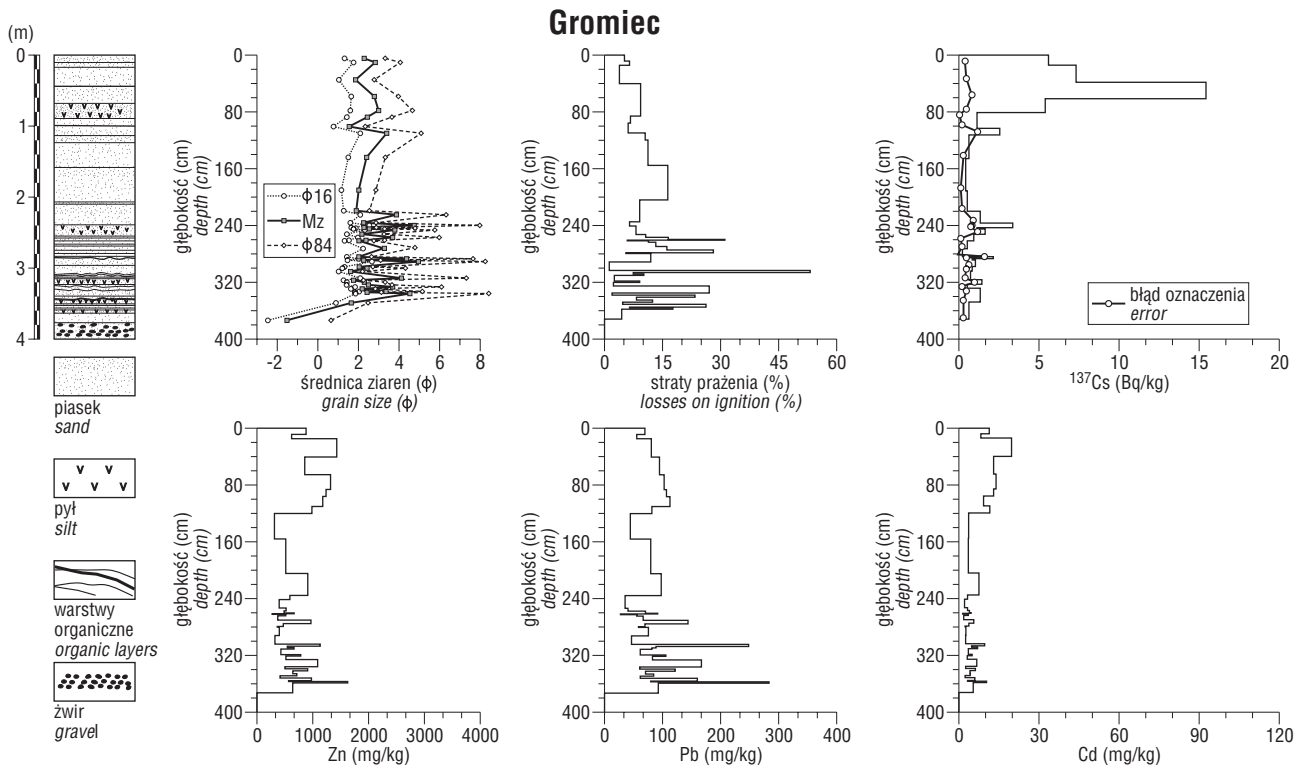 Gromiec
(m)
0
1
2
3
4
piasek
sand
pył
silt
warstwy
organiczne
organic layers
żwir
gravel
głębokość (cm)
depth (cm)
0
80
160
240
320
400
ϕ16
Mz
ϕ84
-2 0 2 4 6 8
średnica ziaren (ϕ)
grain size (ϕ)
głębokość (cm)
depth (cm)
0
80
160
240
320
400
0 15 30 45 60
straty prażenia (%)
losses on ignition (%)
głębokość (cm)
depth (cm)
0
80
160
240
320
400
błąd oznaczenia
error
0 5 10 15 20
137Cs (Bq/kg)
głębokość (cm)
depth (cm)
0
80
160
240
320
400
0 1000 2000 3000 4000
Zn (mg/kg)
głębokość (cm)
depth (cm)
0
80
160
240
320
400
0 100 200 300 400
Pb (mg/kg)
głębokość (cm)
depth (cm)
0
80
160
240
320
400
0 30 60 90 120
Cd (mg/kg)